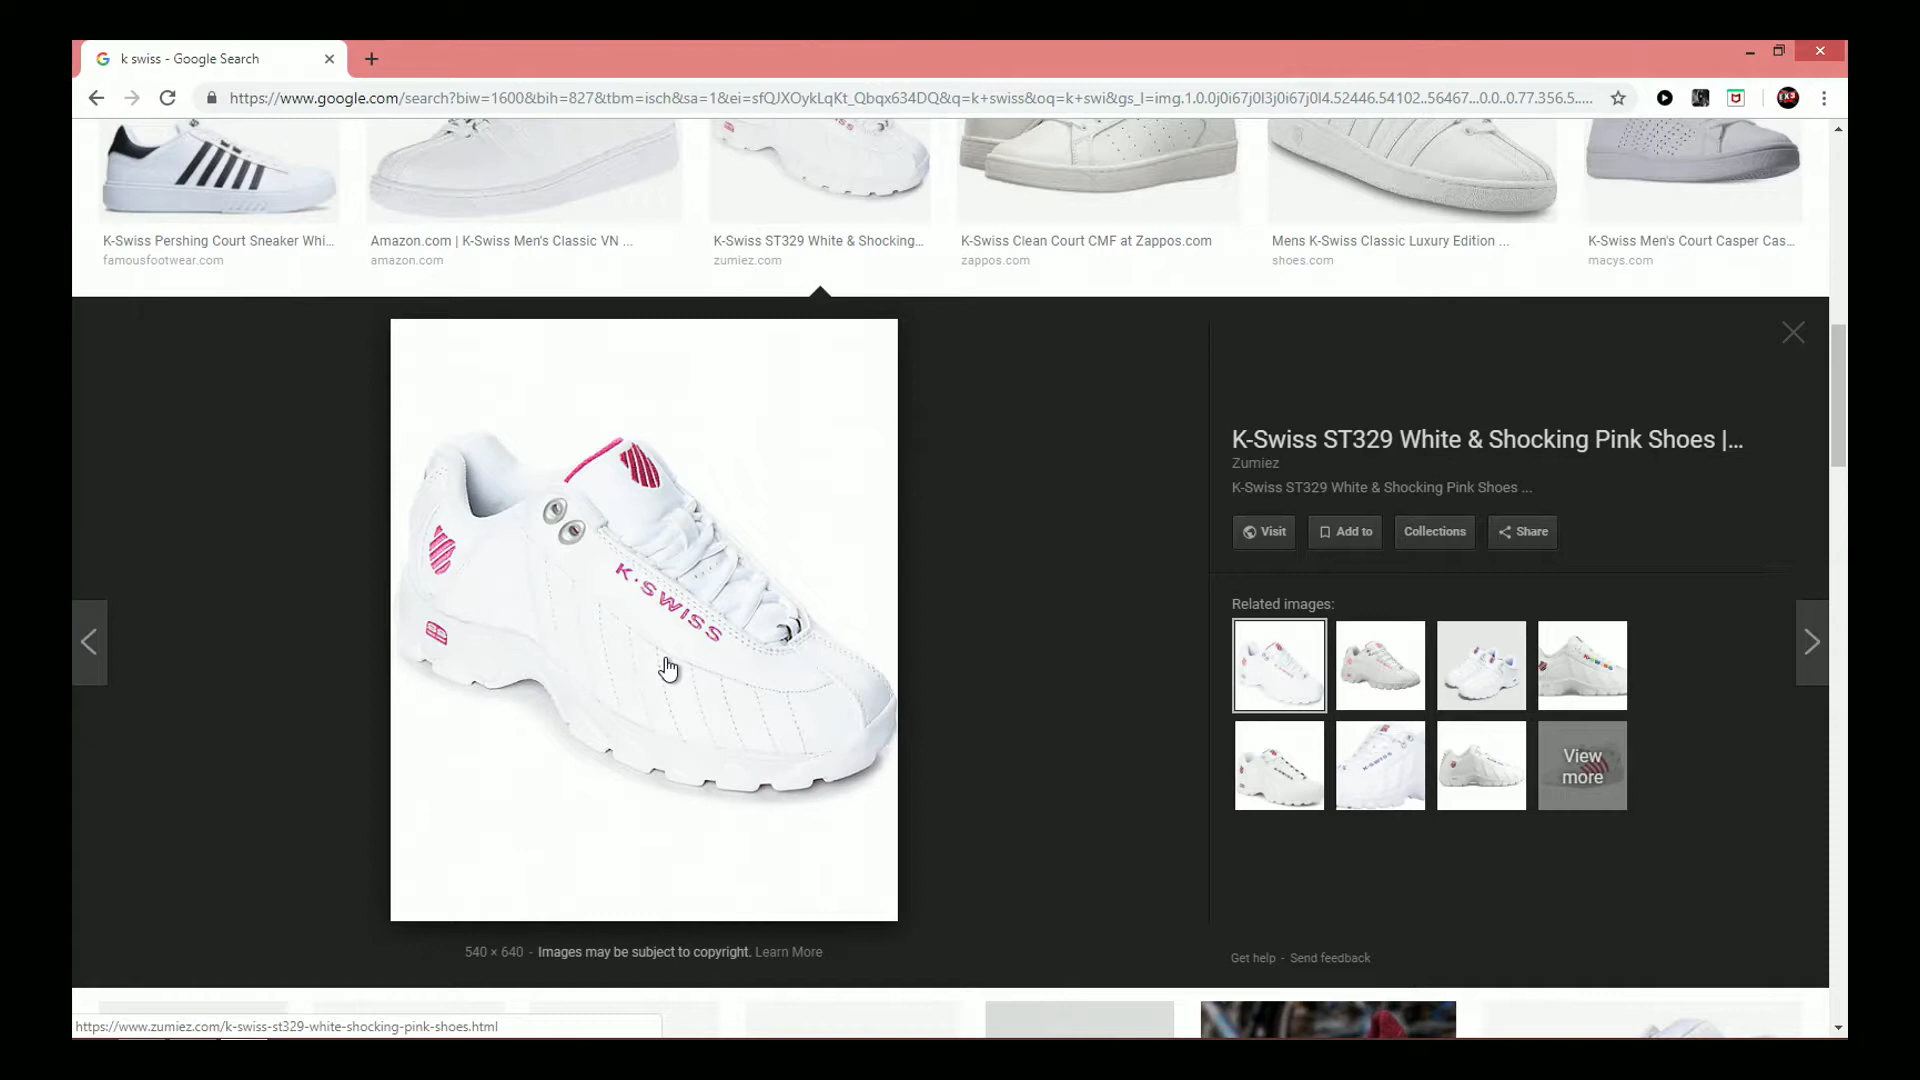 k swiss - Google Search
https://www.google.com/search?biw=1600&bih=827&tbm=isch&sa=1&ei=sfQJXOykLqKt_Qbqx634DQ&q=k+swiss&oq=k+swi&gs_l=img.1.0.0j0i67j0l3j0i67j0l4.52446.54102..56467...0.0..0.77.356.5......
K-Swiss Pershing Court Sneaker Whi...
famousfootwear.com
Amazon.com | K-Swiss Men's Classic VN ...
amazon.com
K-Swiss ST329 White & Shocking...
zumiez.com
K-Swiss Clean Court CMF at Zappos.com
zappos.com
Mens K-Swiss Classic Luxury Edition ...
shoes.com
K-Swiss Men's Court Casper Cas...
macys.com
K·SWISS
K-Swiss ST329 White & Shocking Pink Shoes |...
Zumiez
K-Swiss ST329 White & Shocking Pink Shoes ...
Visit
Add to
Collections
Share
Related images:
View more
540 × 640 - Images may be subject to copyright. Learn More
Get help - Send feedback
https://www.zumiez.com/k-swiss-st329-white-shocking-pink-shoes.html